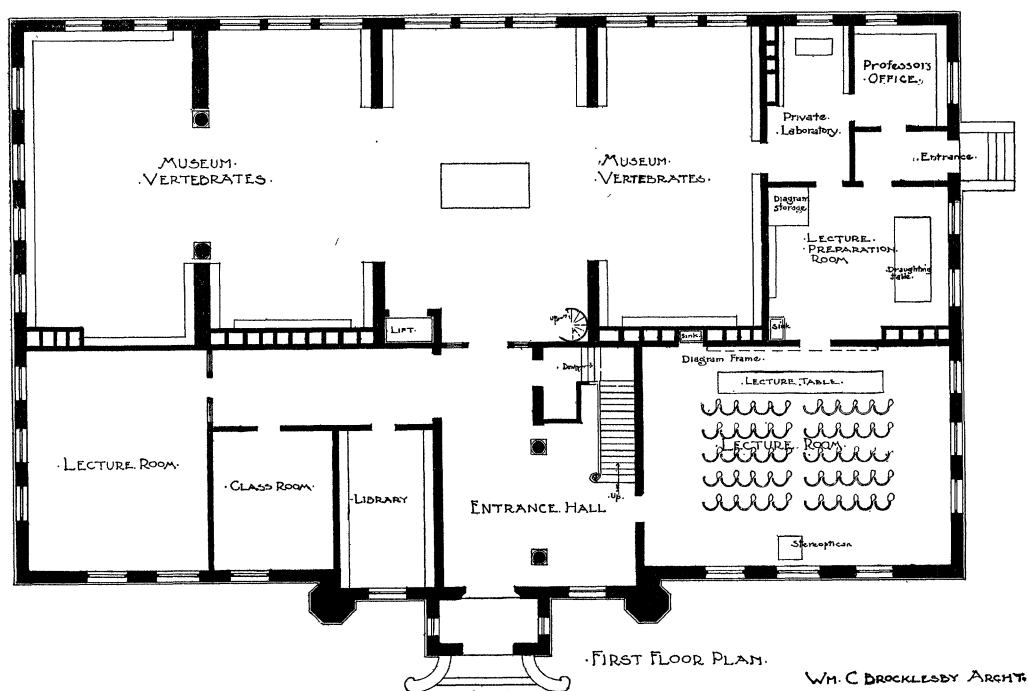 Professors
OFFICE.
Private.
Laboratory.
Entrance.
MUSEUM.
VERTEBRATES.
MUSEUM.
VERTEBRATES.
Diagram
Storage
LECTURE.
PREPARATION
ROOM
Draughting
table.
LIFT.
up
Sink
Sink
Down
Diagram Frame.
LECTURE TABLE.
LECTURE ROOM.
LECTURE ROOM.
CLASS ROOM.
LIBRARY
ENTRANCE HALL
Up.
Stereopticon
FIRST FLOOR PLAN.
WM. C BROCKLESBY ARCHT.